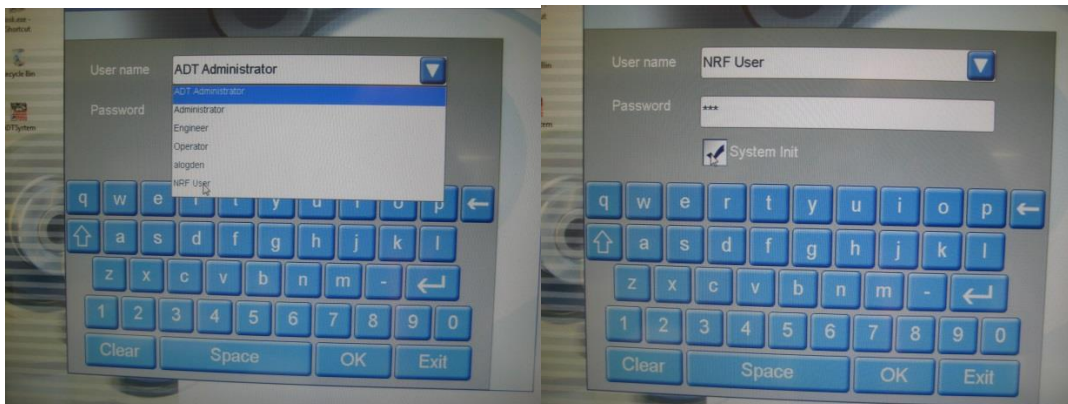 Shortcut
User name
ADT Administrator
ADT Administrator
Administrator
Engineer
Operator
alogden
NRF User
Password
q w e r t y u i o p
a s d f g h j k l
z x c v b n m -
1 2 3 4 5 6 7 8 9 0
Clear Space OK Exit
User name
NRF User
Password
***
System Init
q w e r t y u i o p
a s d f g h j k l
z x c v b n m -
1 2 3 4 5 6 7 8 9 0
Clear Space OK Exit